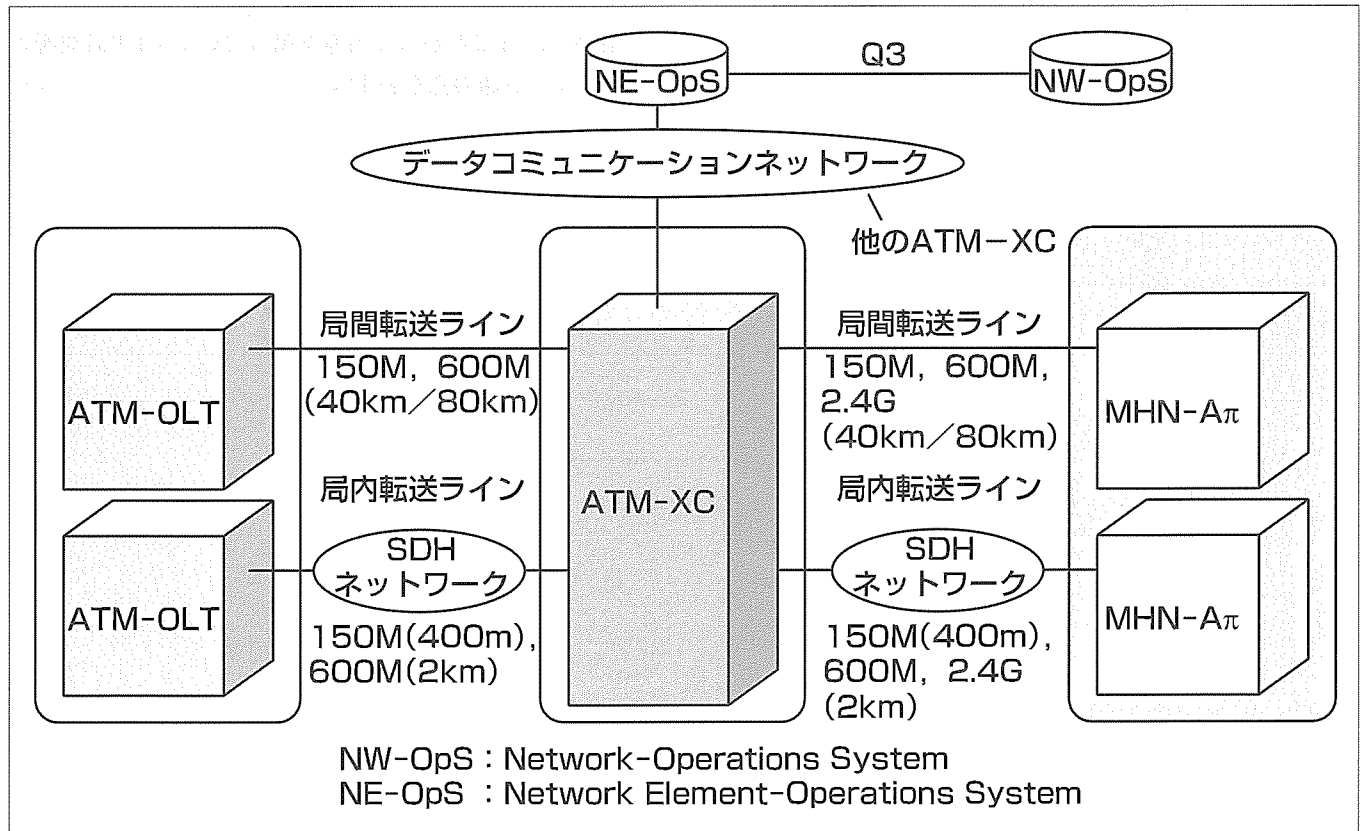 Q3
NE-OpS
NW-OpS
データコミュニケーションネットワーク
他のATM-XC
局間転送ライン
150M, 600M
(40km/80km)
ATM-OLT
局内転送ライン
SDH
ネットワーク
150M(400m),
600M(2km)
ATM-OLT
ATM-XC
局間転送ライン
150M, 600M,
2.4G
(40km/80km)
MHN-Aπ
局内転送ライン
SDH
ネットワーク
150M(400m),
600M, 2.4G
(2km)
MHN-Aπ
NW-OpS:Network-Operations System
NE-OpS :Network Element-Operations System